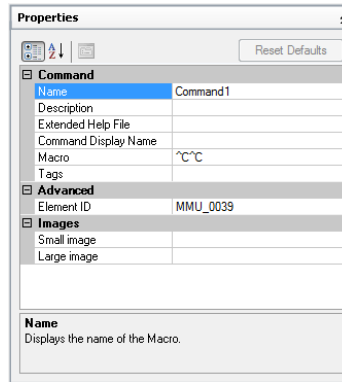 Properties
Reset Defaults
Command
Name Command1
Description
Extended Help File
Command Display Name
Macro ^C^C
Tags
Advanced
Element ID MMU_0039
Images
Small image
Large image
Name
Displays the name of the Macro.